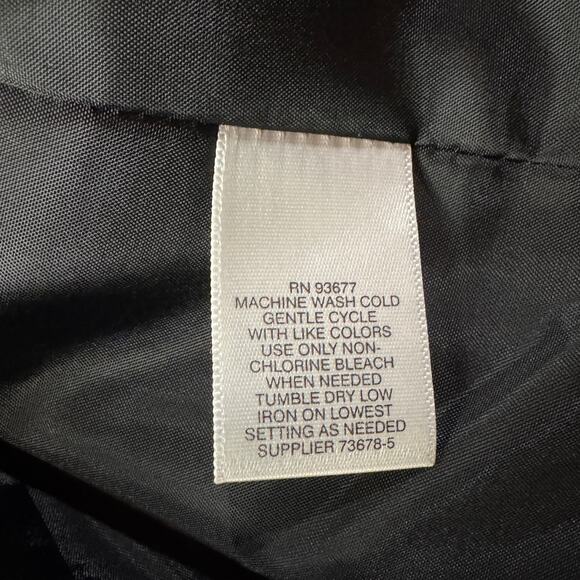 RN 93677
MACHINE WASH COLD
GENTLE CYCLE
WITH LIKE COLORS
USE ONLY NON-
CHLORINE BLEACH
WHEN NEEDED
TUMBLE DRY LOW
IRON ON LOWEST
SETTING AS NEEDED
SUPPLIER 73678-5